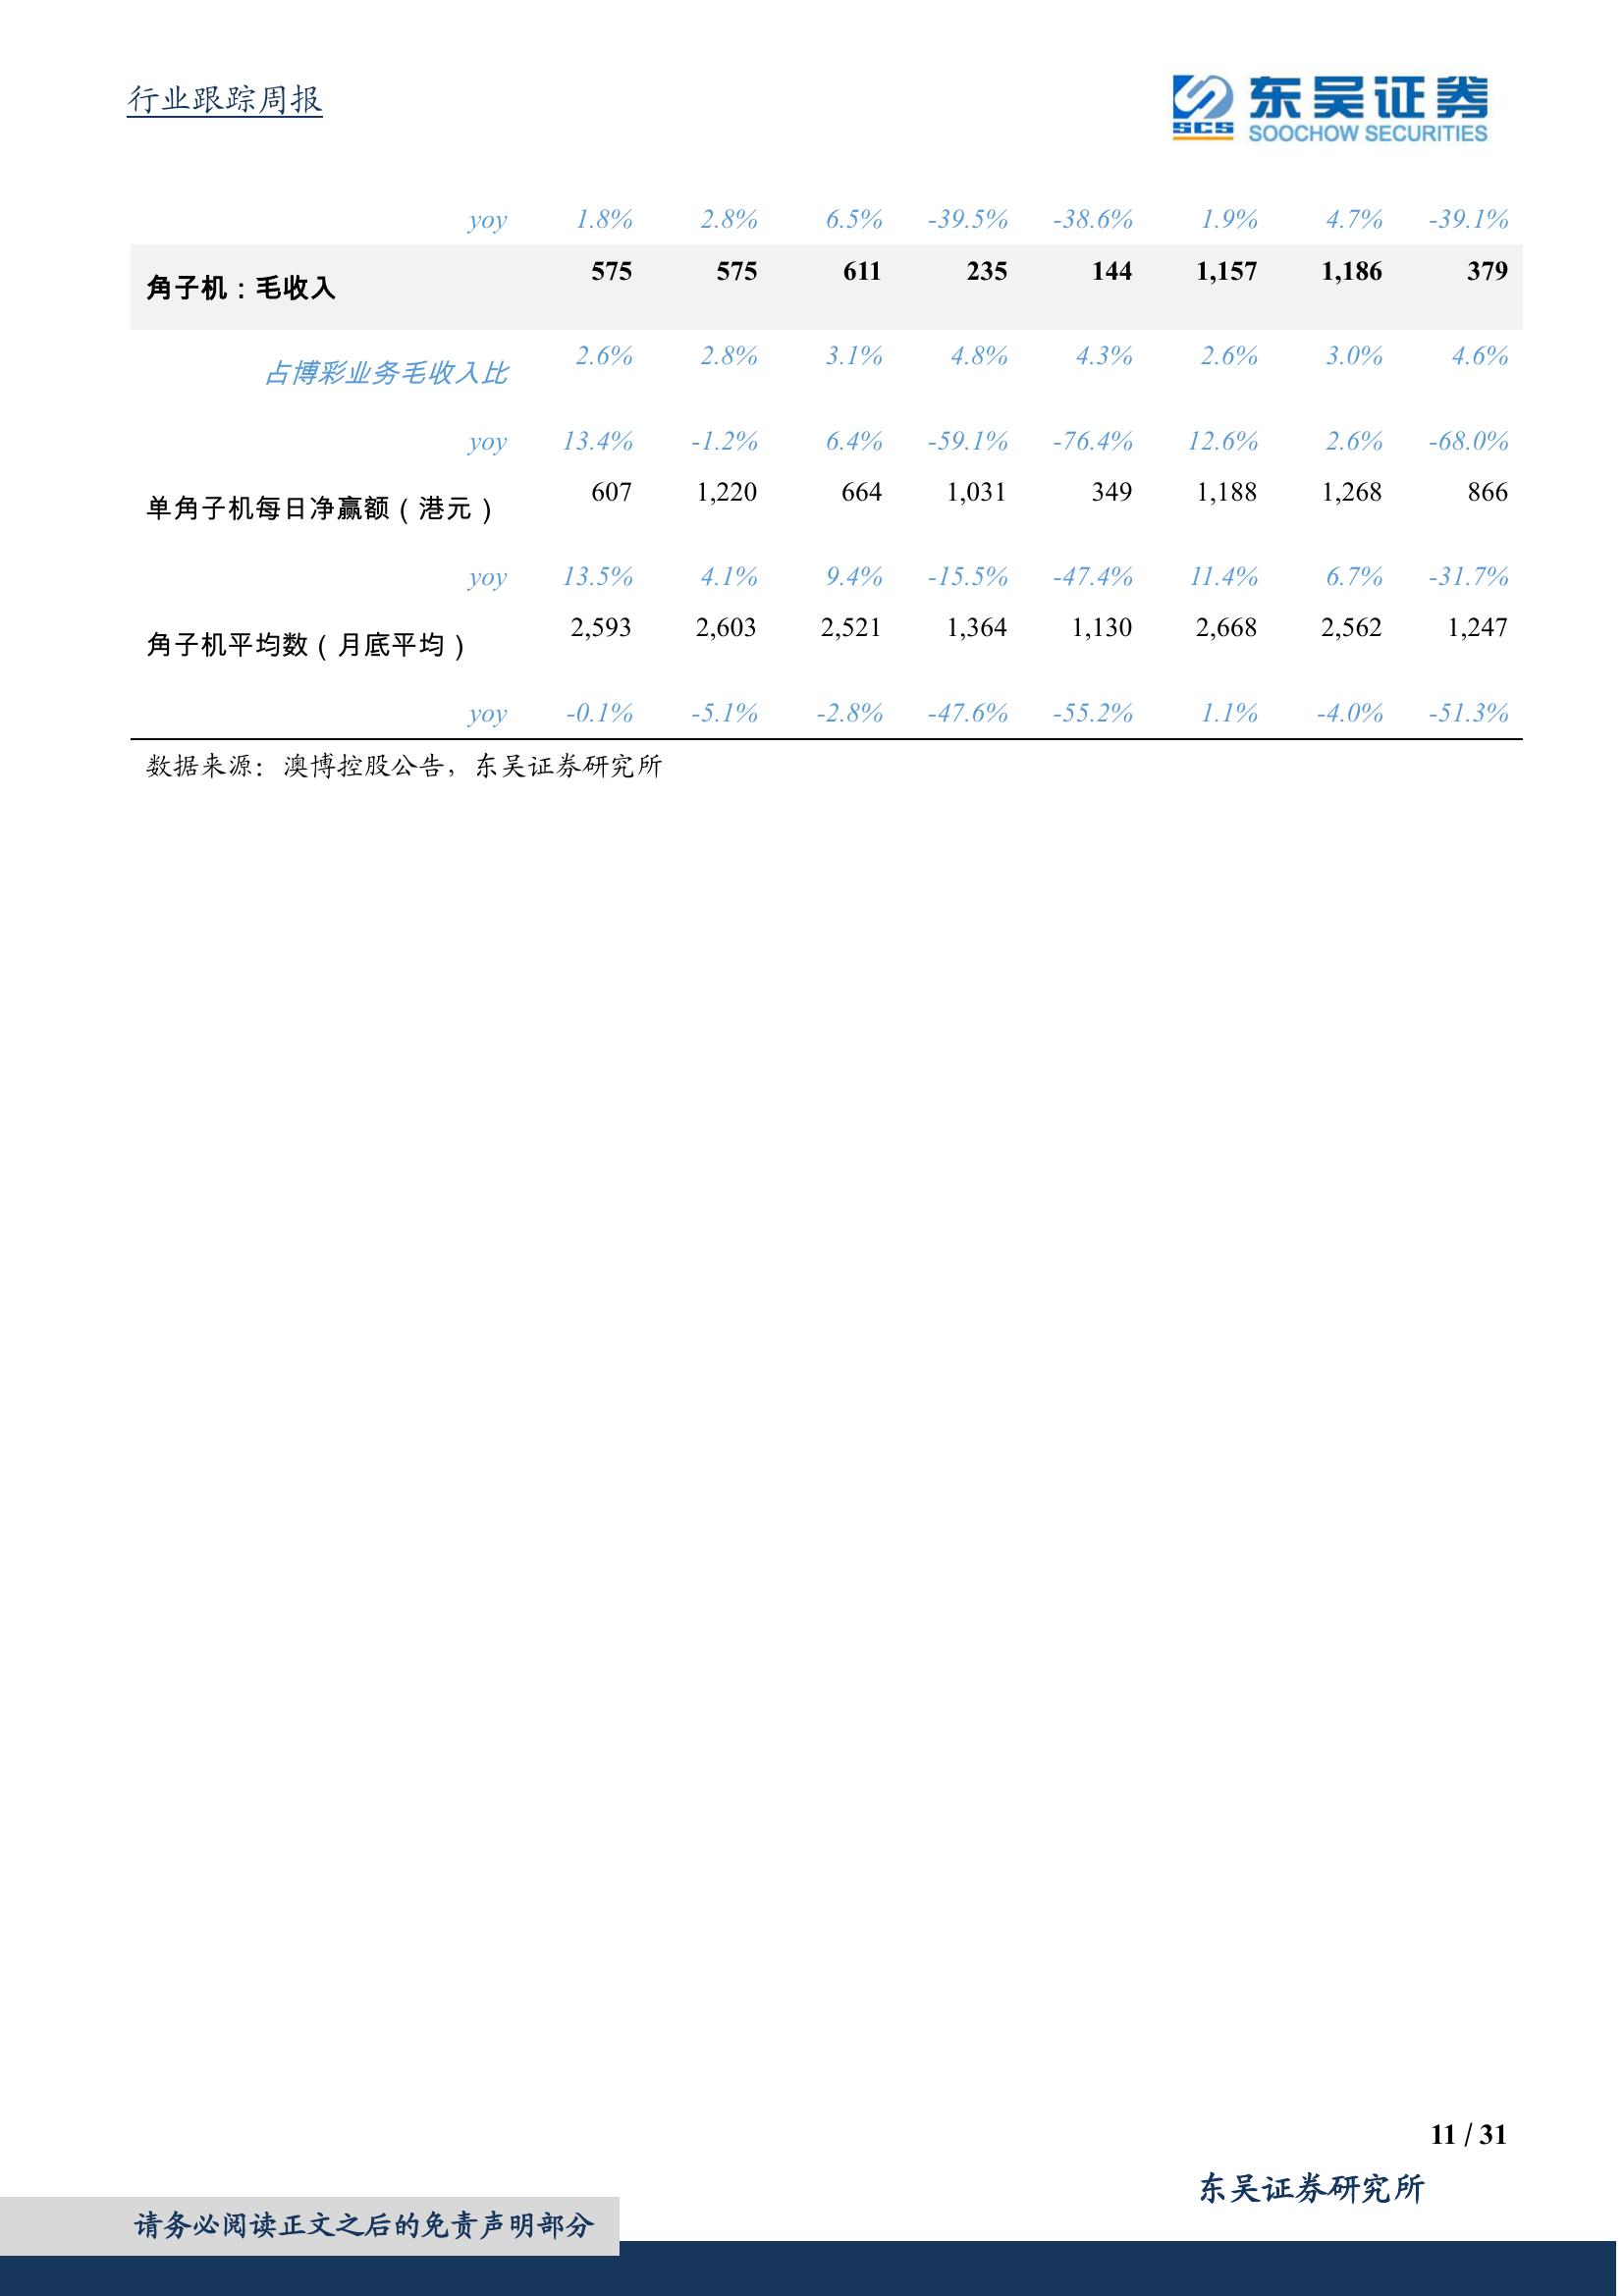 行业跟踪周报
SCS 东吴证券
SOOCHOW SECURITIES
yoy 1.8% 2.8% 6.5% -39.5% -38.6% 1.9% 4.7% -39.1%
角子机：毛收入 575 575 611 235 144 1,157 1,186 379
占博彩业务毛收入比 2.6% 2.8% 3.1% 4.8% 4.3% 2.6% 3.0% 4.6%
yoy 13.4% -1.2% 6.4% -59.1% -76.4% 12.6% 2.6% -68.0%
单角子机每日净赢额（港元） 607 1,220 664 1,031 349 1,188 1,268 866
yoy 13.5% 4.1% 9.4% -15.5% -47.4% 11.4% 6.7% -31.7%
角子机平均数（月底平均） 2,593 2,603 2,521 1,364 1,130 2,668 2,562 1,247
yoy -0.1% -5.1% -2.8% -47.6% -55.2% 1.1% -4.0% -51.3%
数据来源：澳博控股公告，东吴证券研究所
11 / 31
东吴证券研究所
请务必阅读正文之后的免责声明部分